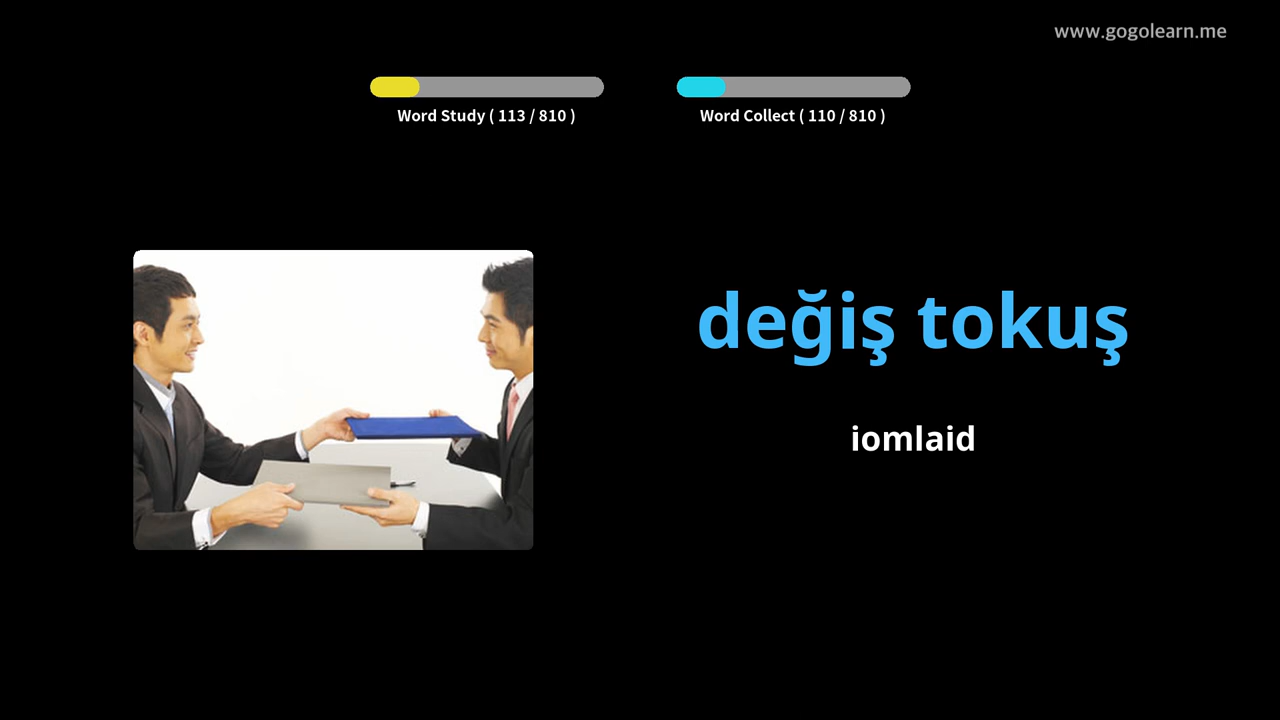 www.gogolearn.me
Word Study ( 113 / 810 )
Word Collect ( 110 / 810 )
değiş tokuş
iomlaid